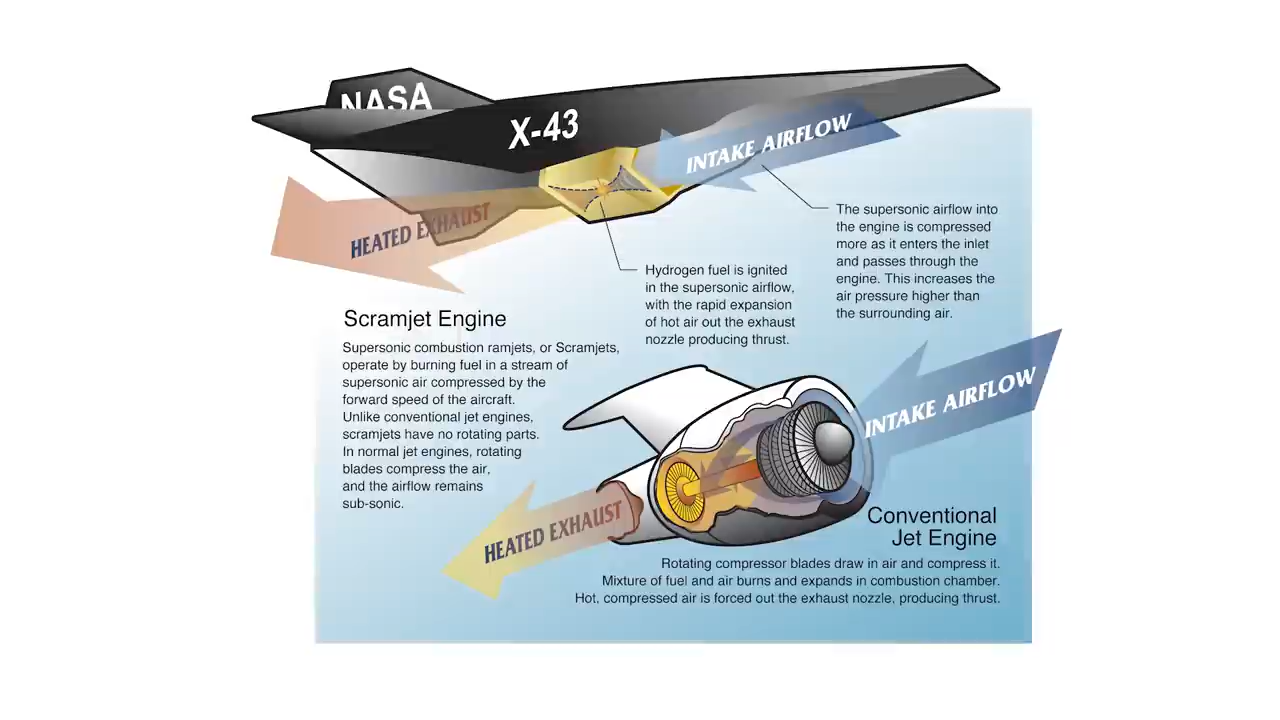 NASA
X-43
INTAKE AIRFLOW
HEATED EXHAUST
The supersonic airflow into
the engine is compressed
more as it enters the inlet
and passes through the
engine. This increases the
air pressure higher than
the surrounding air.
Hydrogen fuel is ignited
in the supersonic airflow,
with the rapid expansion
of hot air out the exhaust
nozzle producing thrust.
Scramjet Engine
Supersonic combustion ramjets, or Scramjets,
operate by burning fuel in a stream of
supersonic air compressed by the
forward speed of the aircraft.
Unlike conventional jet engines,
scramjets have no rotating parts.
In normal jet engines, rotating
blades compress the air,
and the airflow remains
sub-sonic.
INTAKE AIRFLOW
HEATED EXHAUST
Conventional
Jet Engine
Rotating compressor blades draw in air and compress it.
Mixture of fuel and air burns and expands in combustion chamber.
Hot, compressed air is forced out the exhaust nozzle, producing thrust.